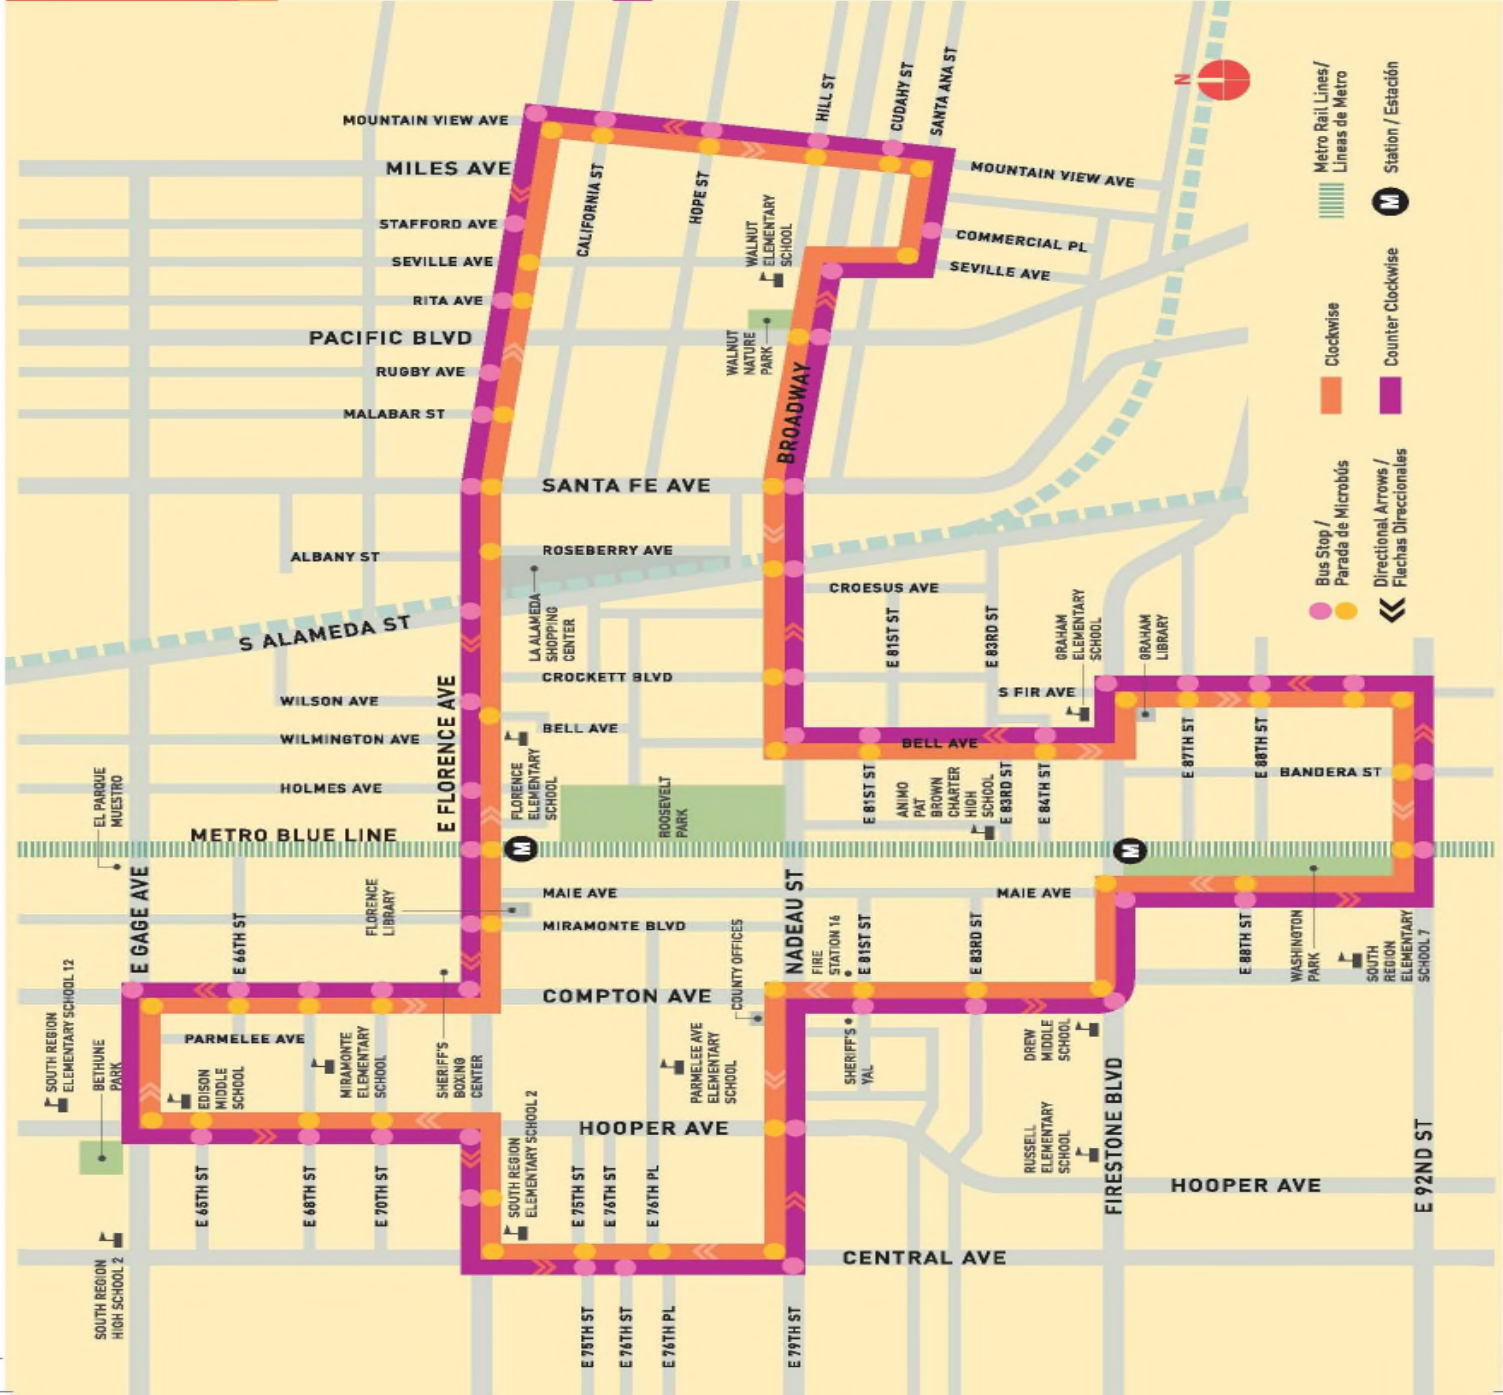 MOUNTAIN VIEW AVE
MILES AVE
STAFFORD AVE
SEVILLE AVE
RITA AVE
PACIFIC BLVD
RUGBY AVE
MALABAR ST
CALIFORNIA ST
HOPE ST
HILL ST
CUDAHY ST
SANTA ANA ST
MOUNTAIN VIEW AVE
COMMERCIAL PL
SEVILLE AVE
WALNUT
ELEMENTARY
SCHOOL
WALNUT
NATURE
PARK
BROADWAY
SANTA FE AVE
ALBANY ST
ROSEBERRY AVE
S ALAMEDA ST
LA ALAMEDA
SHOPPING
CENTER
CROESUS AVE
E 81ST ST
E 83RD ST
GRAHAM
ELEMENTARY
SCHOOL
GRAHAM
LIBRARY
WILSON AVE
WILMINGTON AVE
HOLMES AVE
E FLORENCE AVE
CROCKETT BLVD
BELL AVE
S FIR AVE
BELL AVE
FLORENCE
ELEMENTARY
SCHOOL
ROOSEVELT
PARK
E 81ST ST
ANIMO
PAT
BROWN
CHARTER
HIGH
SCHOOL
E 83RD ST
E 84TH ST
E 87TH ST
E 88TH ST
BANDERA ST
EL PARQUE
MUESTRO
METRO BLUE LINE
M
M
E GAGE AVE
E 66TH ST
FLORENCE
LIBRARY
MAIE AVE
MIRAMONTE BLVD
NADEAU ST
MAIE AVE
COUNTY OFFICES
FIRE
STATION 16
E 81ST ST
E 83RD ST
E 88TH ST
WASHINGTON
PARK
SOUTH
REGION
ELEMENTARY
SCHOOL 7
COMPTON AVE
SOUTH REGION
ELEMENTARY SCHOOL 12
BETHUNE
PARK
PARMELEE AVE
EDISON
MIDDLE
SCHOOL
MIRAMONTE
ELEMENTARY
SCHOOL
SHERIFF'S
BOXING
CENTER
PARMELEE AVE
ELEMENTARY
SCHOOL
SHERIFF'S
YAL
DREW
MIDDLE
SCHOOL
HOOPER AVE
SOUTH REGION
ELEMENTARY SCHOOL 2
RUSSELL
ELEMENTARY
SCHOOL
FIRESTONE BLVD
HOOPER AVE
E 92ND ST
E 65TH ST
E 68TH ST
E 70TH ST
E 75TH ST
E 76TH ST
E 76TH PL
CENTRAL AVE
SOUTH REGION
HIGH SCHOOL 2
E 75TH ST
E 76TH ST
E 76TH PL
E 79TH ST
N
Metro Rail Lines/
Líneas de Metro
M
Station / Estación
Clockwise
Counter Clockwise
Bus Stop /
Parada de Microbús
Directional Arrows /
Flechas Direccionales